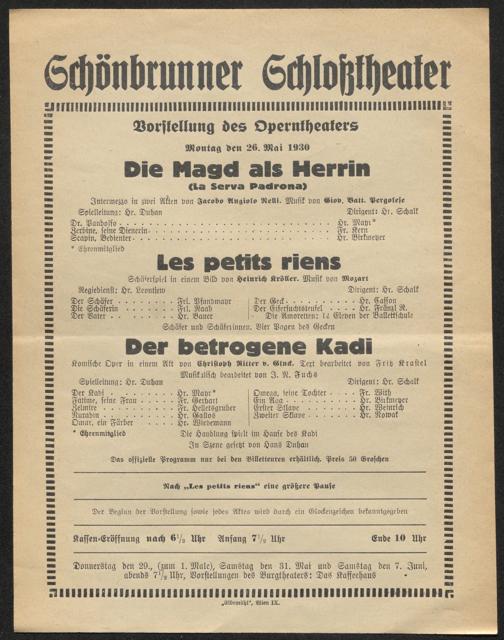 Schönbrunner Schloßtheater
Vorstellung des Operntheaters
Montag den 26. Mai 1930
Die Magd als Herrin
(La Serva Padrona)
Intermezzo in zwei Akten von Jacobo Angiolo Nelli. Musik von Giov. Batt. Pergolese
Spielleitung: Hr. Duhan Dirigent: Hr. Schalk
Dr. Pandolfo Hr. Mayr*
Zerbine, seine Dienerin Fr. Kern
Scapin, Bedienter Hr. Birkmeyer
* Ehrenmitglied
Les petits riens
Schäferspiel in einem Bild von Heinrich Kröller. Musik von Mozart
Regiedienst: Hr. Leontjew Dirigent: Hr. Schalk
Der Schäfer Frl. Pfundmayr Der Geck Hr. Caffon
Die Schäferin Frl. Raab Der Eifersuchtsteufel Hr. Fränzl R.
Der Vater Hr. Bauer Die Amoretten: 12 Eleven der Ballettschule
Schäfer und Schäferinnen. Vier Pagen des Gecken
Der betrogene Kadi
Komische Oper in einem Akt von Christoph Ritter v. Gluck. Text bearbeitet von Fritz Krastel
Musikalisch bearbeitet von J. N. Fuchs
Spielleitung: Hr. Duhan Dirigent: Hr. Schalk
Der Kadi Hr. Mayr* Omega, seine Tochter Fr. With
Fatime, seine Frau Fr. Gerhart Ein Aga Hr. Birkmeyer
Zelmire Fr. Helletsgruber Erster Sklave Hr. Weinrich
Nuradin Hr. Gallos Zweiter Sklave Hr. Nowak
Omar, ein Färber Hr. Wiedemann
* Ehrenmitglied Die Handlung spielt im Hause des Kadi
In Szene gesetzt von Hans Duhan
Das offizielle Programm nur bei den Billetteuren erhältlich. Preis 50 Groschen
Nach „Les petits riens“ eine größere Pause
Der Beginn der Vorstellung sowie jedes Aktes wird durch ein Glockenzeichen bekanntgegeben
Kassen-Eröffnung nach 6½ Uhr Anfang 7½ Uhr Ende 10 Uhr
Donnerstag den 29., (zum 1. Male), Samstag den 31. Mai und Samstag den 7. Juni,
abends 7½ Uhr, Vorstellungen des Burgtheaters: Das Kaffeehaus
„Elbemühl“, Wien IX.